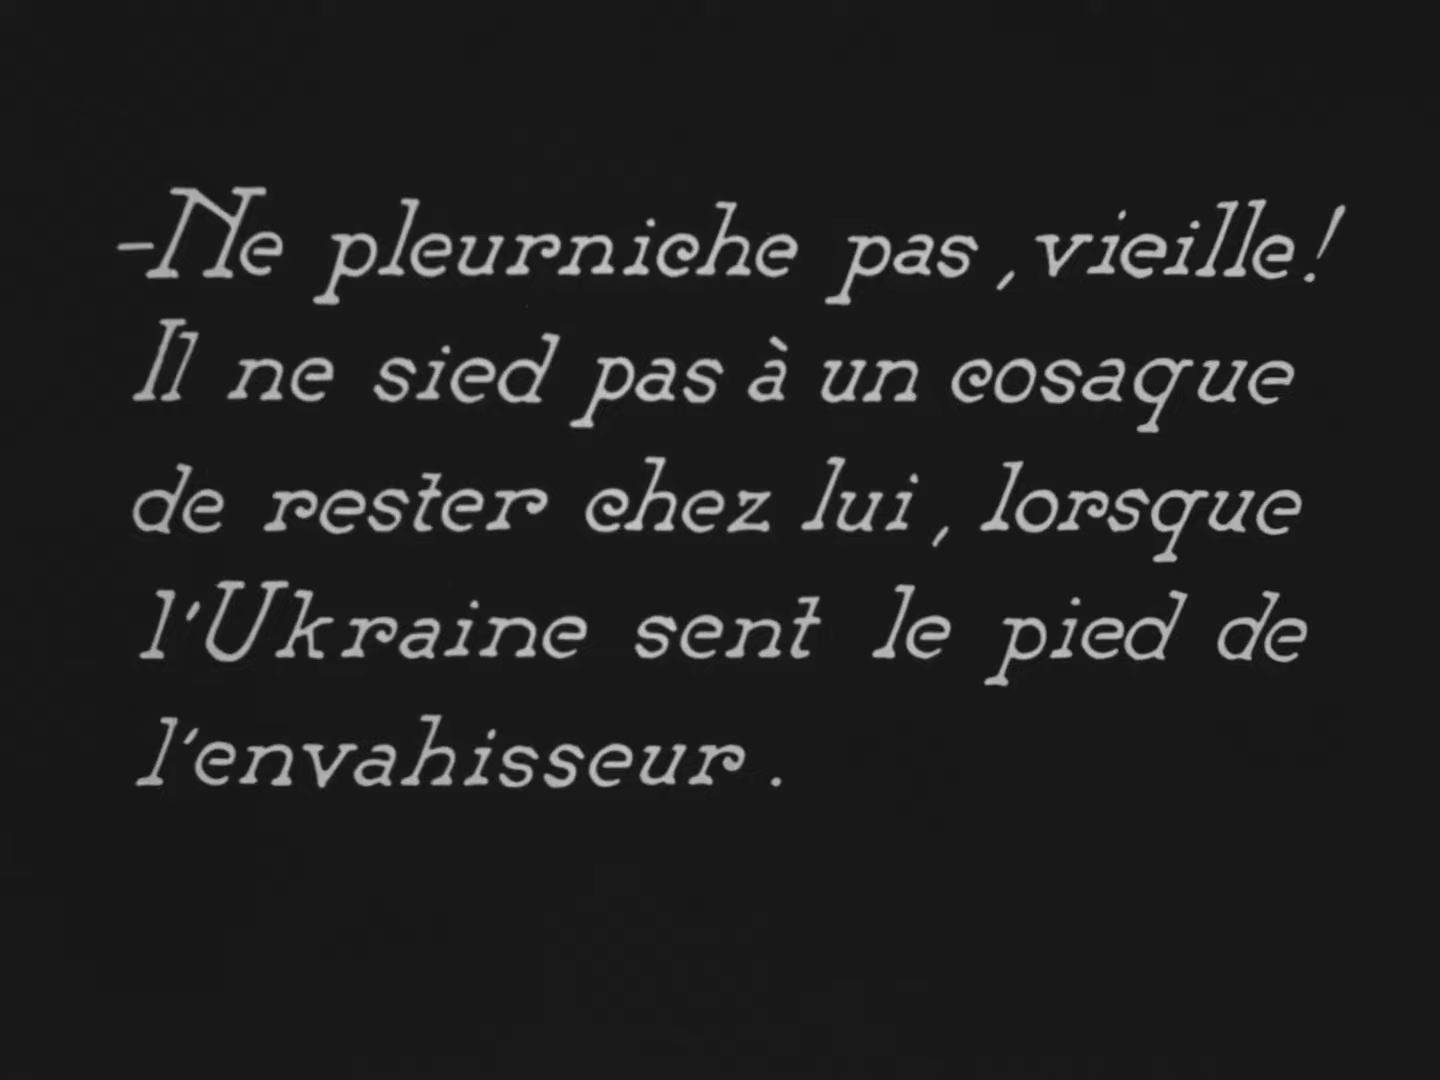 -Ne pleurniche pas, vieille!
Il ne sied pas à un cosaque
de rester chez lui, lorsque
l'Ukraine sent le pied de
l'envahisseur.